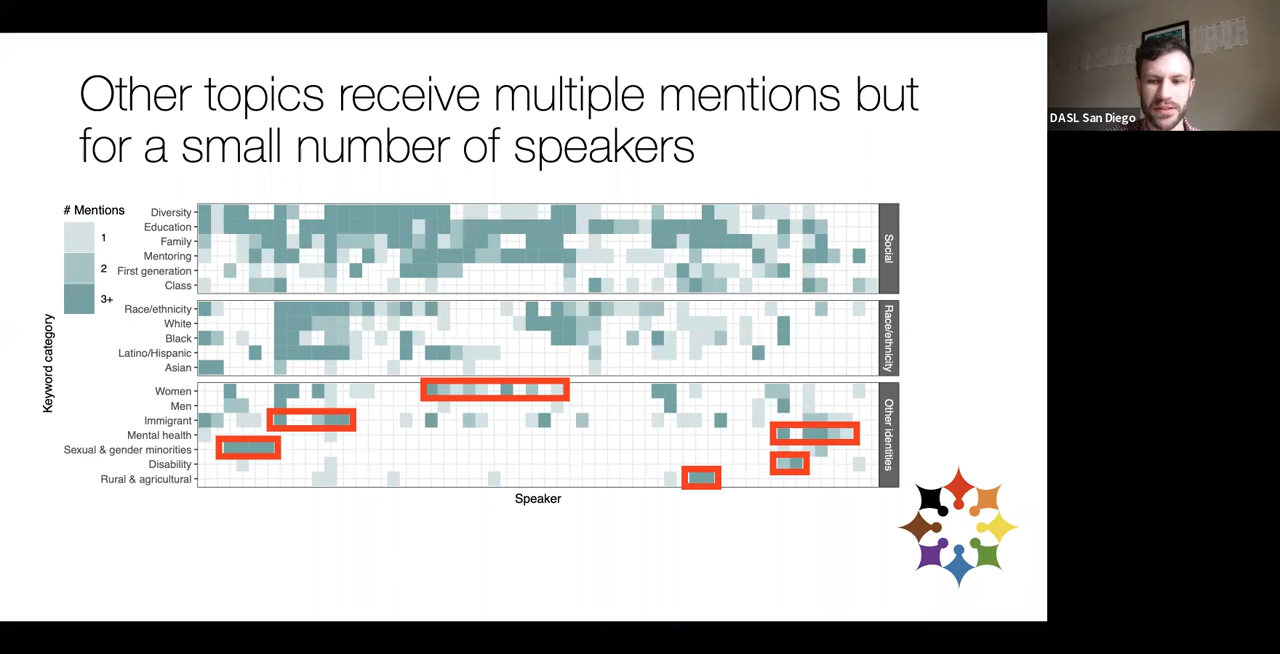 Other topics receive multiple mentions but
for a small number of speakers
DASL San Diego
# Mentions
1
2
3+
Keyword category
Diversity
Education
Family
Mentoring
First generation
Class
Social
Race/ethnicity
White
Black
Latino/Hispanic
Asian
Race/ethnicity
Women
Men
Immigrant
Mental health
Sexual & gender minorities
Disability
Rural & agricultural
Other identities
Speaker